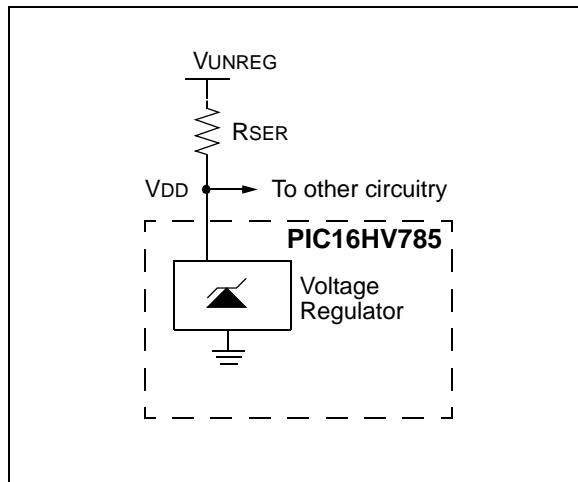 VUNREG
RSER
VDD
To other circuitry
PIC16HV785
Voltage
Regulator